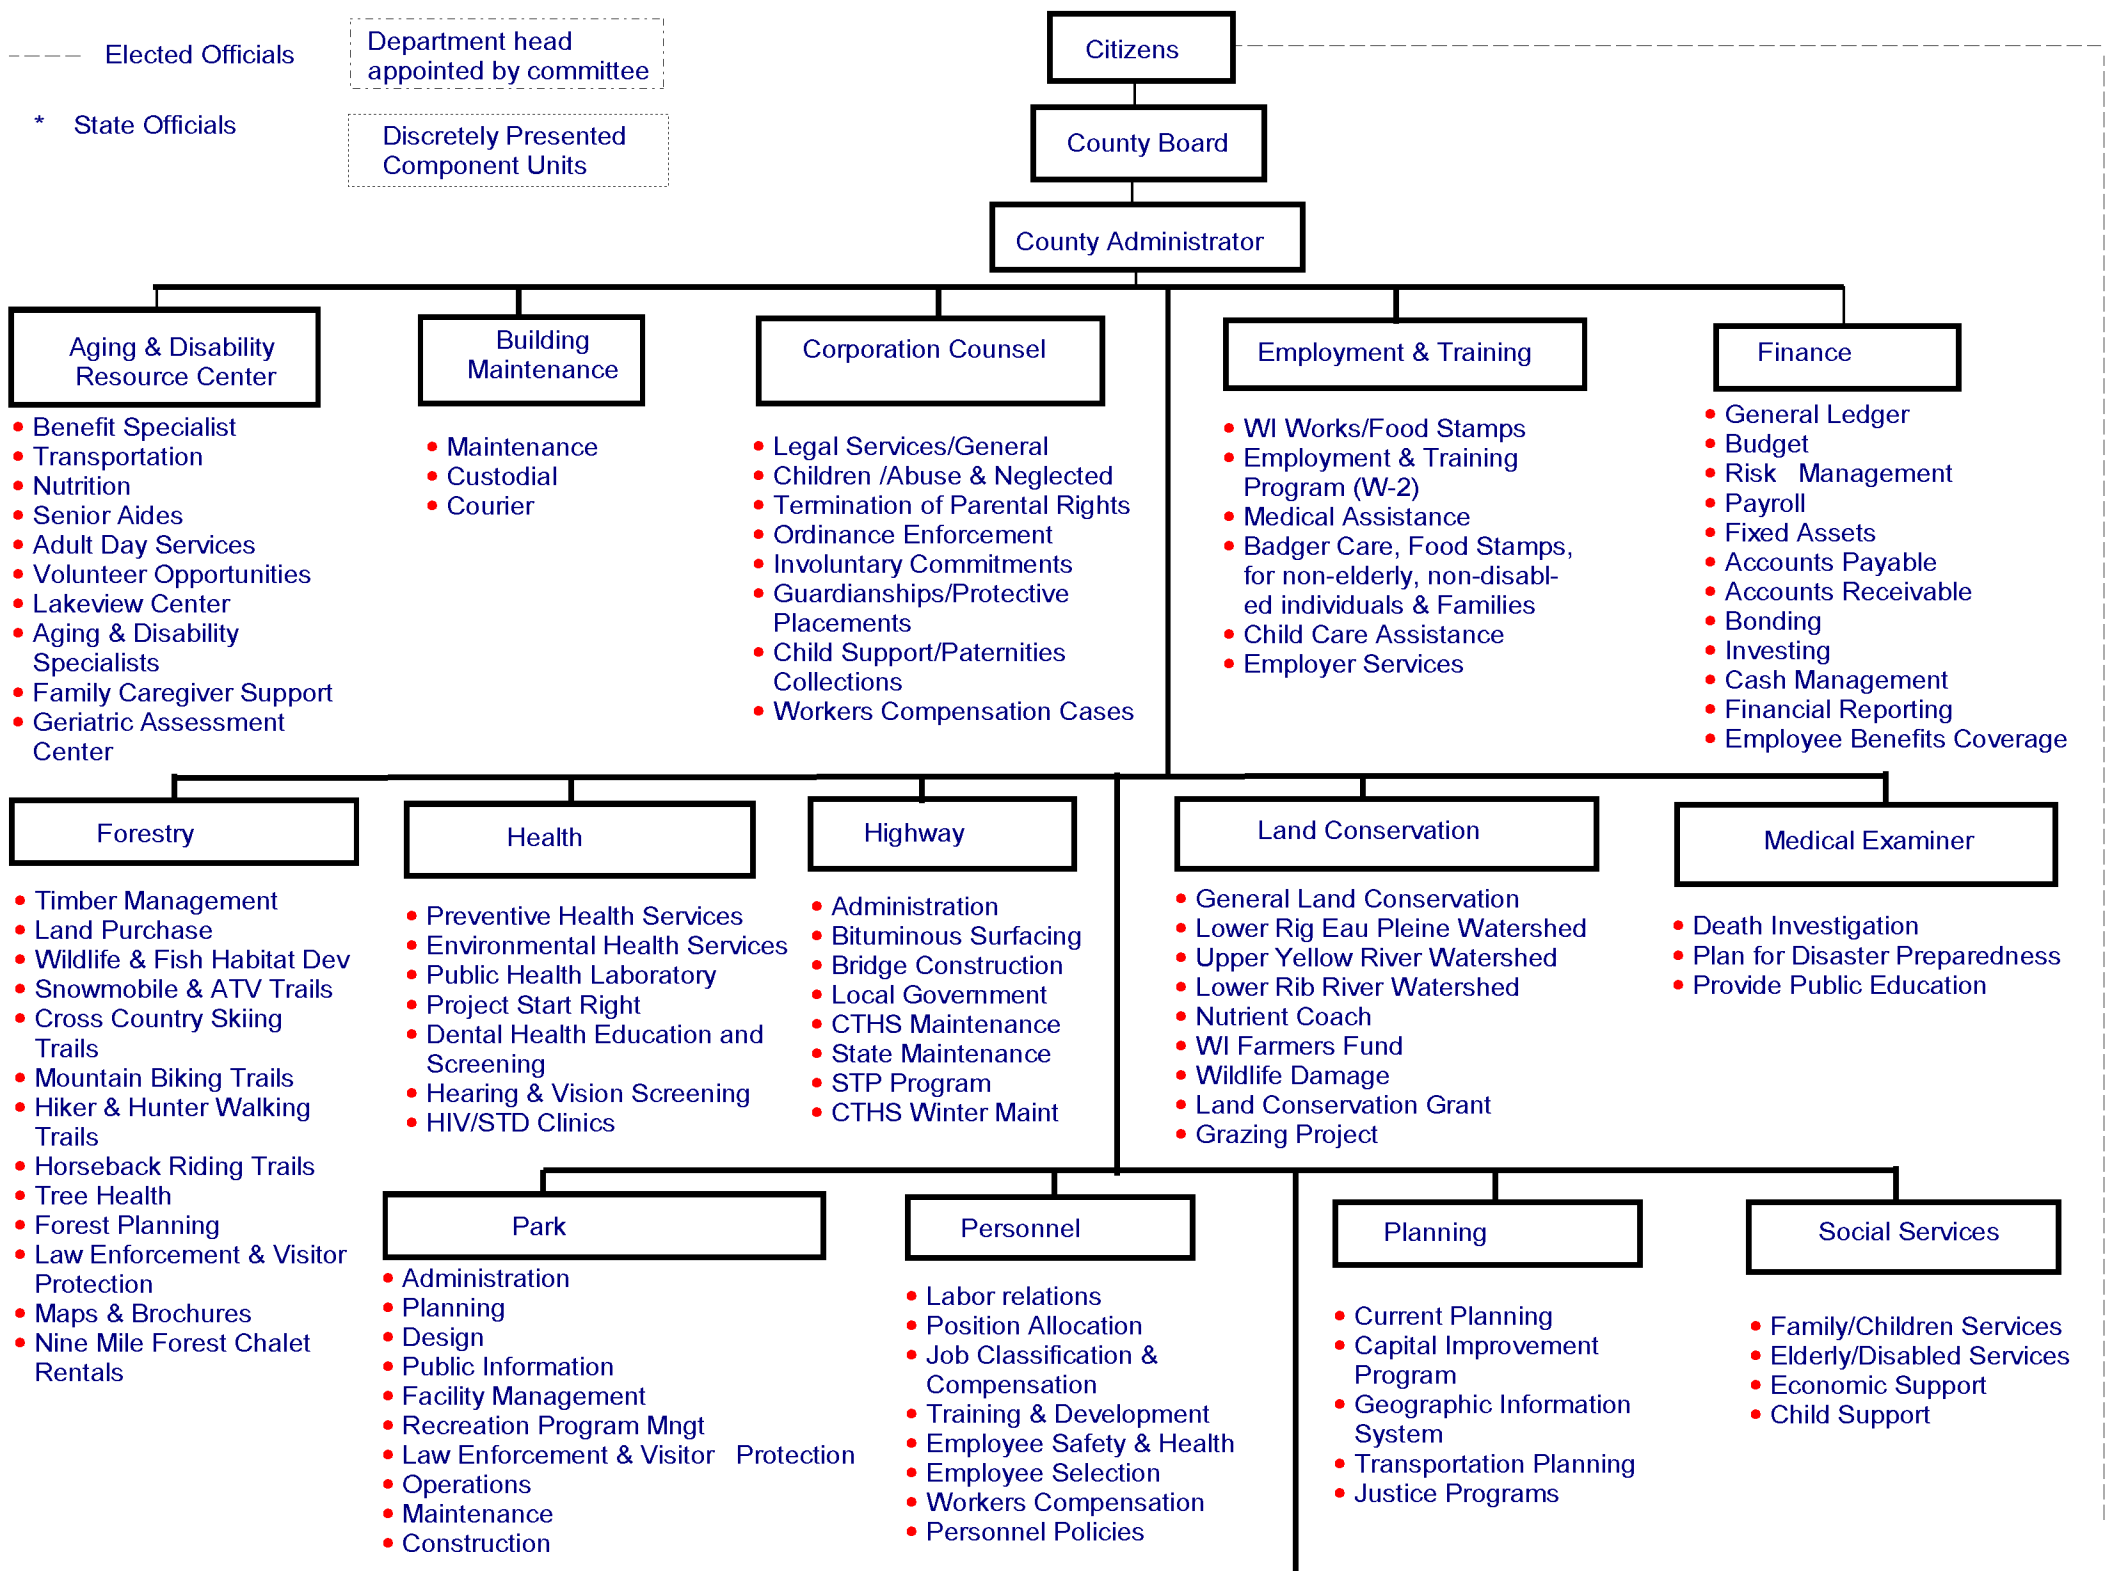 Elected Officials
Department head
appointed by committee
* State Officials
Discretely Presented
Component Units
Citizens
County Board
County Administrator
Aging & Disability
Resource Center
• Benefit Specialist
• Transportation
• Nutrition
• Senior Aides
• Adult Day Services
• Volunteer Opportunities
• Lakeview Center
• Aging & Disability
Specialists
• Family Caregiver Support
• Geriatric Assessment
Center
Building
Maintenance
• Maintenance
• Custodial
• Courier
Corporation Counsel
• Legal Services/General
• Children /Abuse & Neglected
• Termination of Parental Rights
• Ordinance Enforcement
• Involuntary Commitments
• Guardianships/Protective
Placements
• Child Support/Paternities
Collections
• Workers Compensation Cases
Employment & Training
• WI Works/Food Stamps
• Employment & Training
Program (W-2)
• Medical Assistance
• Badger Care, Food Stamps,
for non-elderly, non-disabl-
ed individuals & Families
• Child Care Assistance
• Employer Services
Finance
• General Ledger
• Budget
• Risk Management
• Payroll
• Fixed Assets
• Accounts Payable
• Accounts Receivable
• Bonding
• Investing
• Cash Management
• Financial Reporting
• Employee Benefits Coverage
Forestry
• Timber Management
• Land Purchase
• Wildlife & Fish Habitat Dev
• Snowmobile & ATV Trails
• Cross Country Skiing
Trails
• Mountain Biking Trails
• Hiker & Hunter Walking
Trails
• Horseback Riding Trails
• Tree Health
• Forest Planning
• Law Enforcement & Visitor
Protection
• Maps & Brochures
• Nine Mile Forest Chalet
Rentals
Health
• Preventive Health Services
• Environmental Health Services
• Public Health Laboratory
• Project Start Right
• Dental Health Education and
Screening
• Hearing & Vision Screening
• HIV/STD Clinics
Highway
• Administration
• Bituminous Surfacing
• Bridge Construction
• Local Government
• CTHS Maintenance
• State Maintenance
• STP Program
• CTHS Winter Maint
Land Conservation
• General Land Conservation
• Lower Rig Eau Pleine Watershed
• Upper Yellow River Watershed
• Lower Rib River Watershed
• Nutrient Coach
• WI Farmers Fund
• Wildlife Damage
• Land Conservation Grant
• Grazing Project
Medical Examiner
• Death Investigation
• Plan for Disaster Preparedness
• Provide Public Education
Park
• Administration
• Planning
• Design
• Public Information
• Facility Management
• Recreation Program Mngt
• Law Enforcement & Visitor Protection
• Operations
• Maintenance
• Construction
Personnel
• Labor relations
• Position Allocation
• Job Classification &
Compensation
• Training & Development
• Employee Safety & Health
• Employee Selection
• Workers Compensation
• Personnel Policies
Planning
• Current Planning
• Capital Improvement
Program
• Geographic Information
System
• Transportation Planning
• Justice Programs
Social Services
• Family/Children Services
• Elderly/Disabled Services
• Economic Support
• Child Support